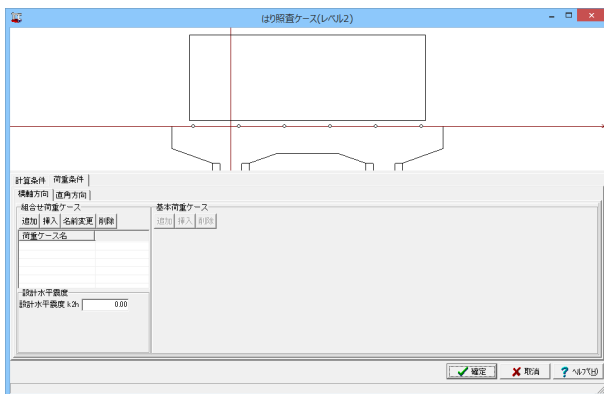 はり照査ケース(レベル2)
計算条件 荷重条件
橋軸方向 直角方向
組合せ荷重ケース
追加 挿入 名前変更 削除
荷重ケース名
設計水平震度
設計水平震度 k2h 0.00
基本荷重ケース
追加 挿入 削除
確定 取消 ヘルプ(H)